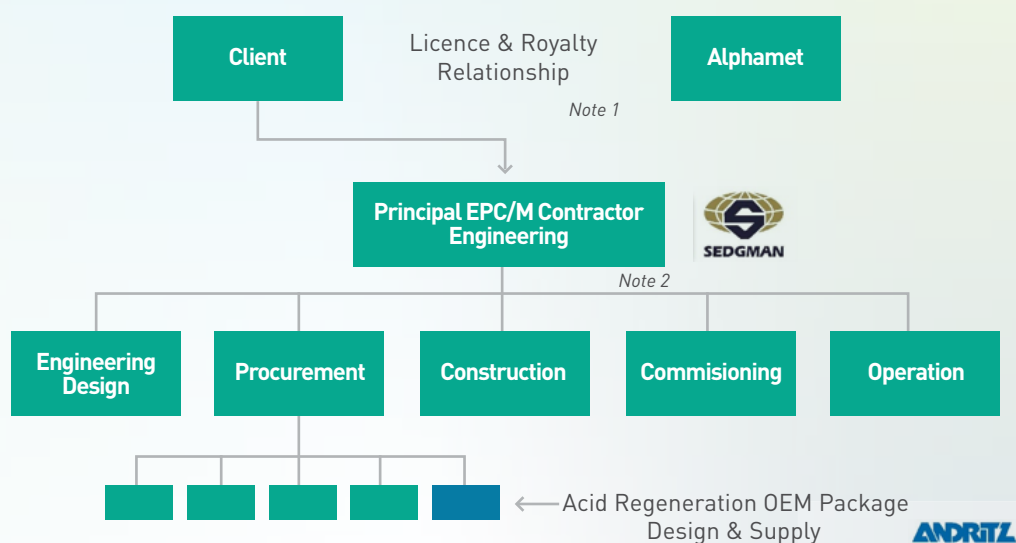 Client
Licence & Royalty
Relationship
Alphamet
Note 1
Principal EPC/M Contractor
Engineering
SEDGMAN
Note 2
Engineering
Design
Procurement
Construction
Commisioning
Operation
Acid Regeneration OEM Package
Design & Supply
ANDRITZ